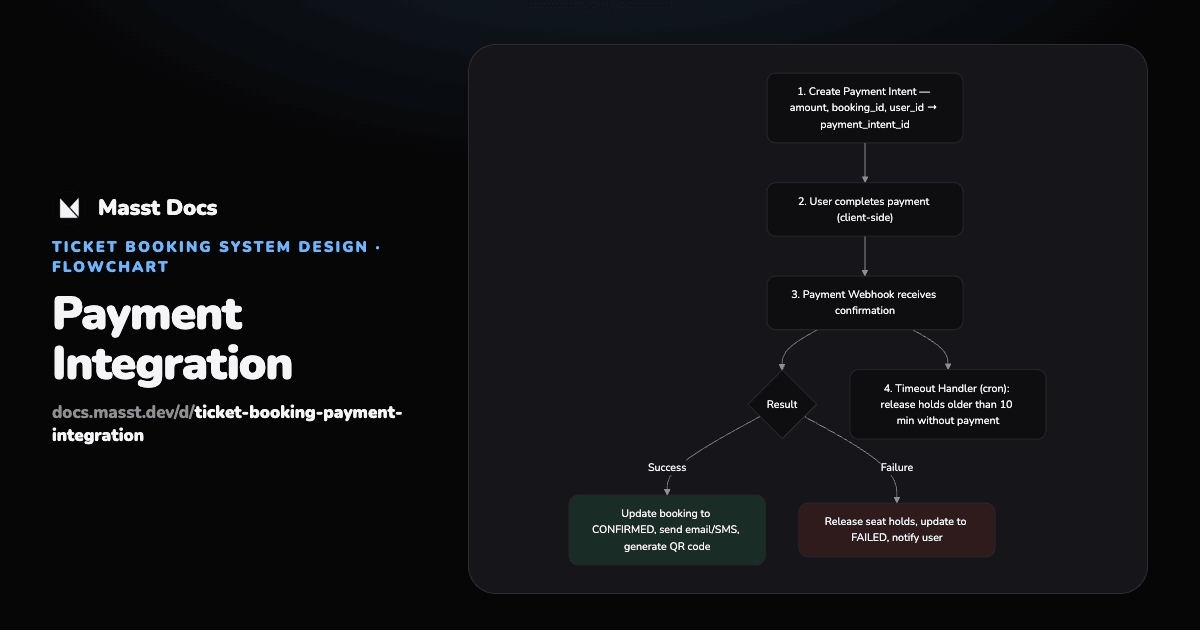 Masst Docs
TICKET BOOKING SYSTEM DESIGN ·
FLOWCHART
Payment
Integration
docs.masst.dev/d/ticket-booking-payment-
integration
1. Create Payment Intent —
amount, booking_id, user_id →
payment_intent_id
2. User completes payment
(client-side)
3. Payment Webhook receives
confirmation
Result
4. Timeout Handler (cron):
release holds older than 10
min without payment
Success
Failure
Update booking to
CONFIRMED, send email/SMS,
generate QR code
Release seat holds, update to
FAILED, notify user